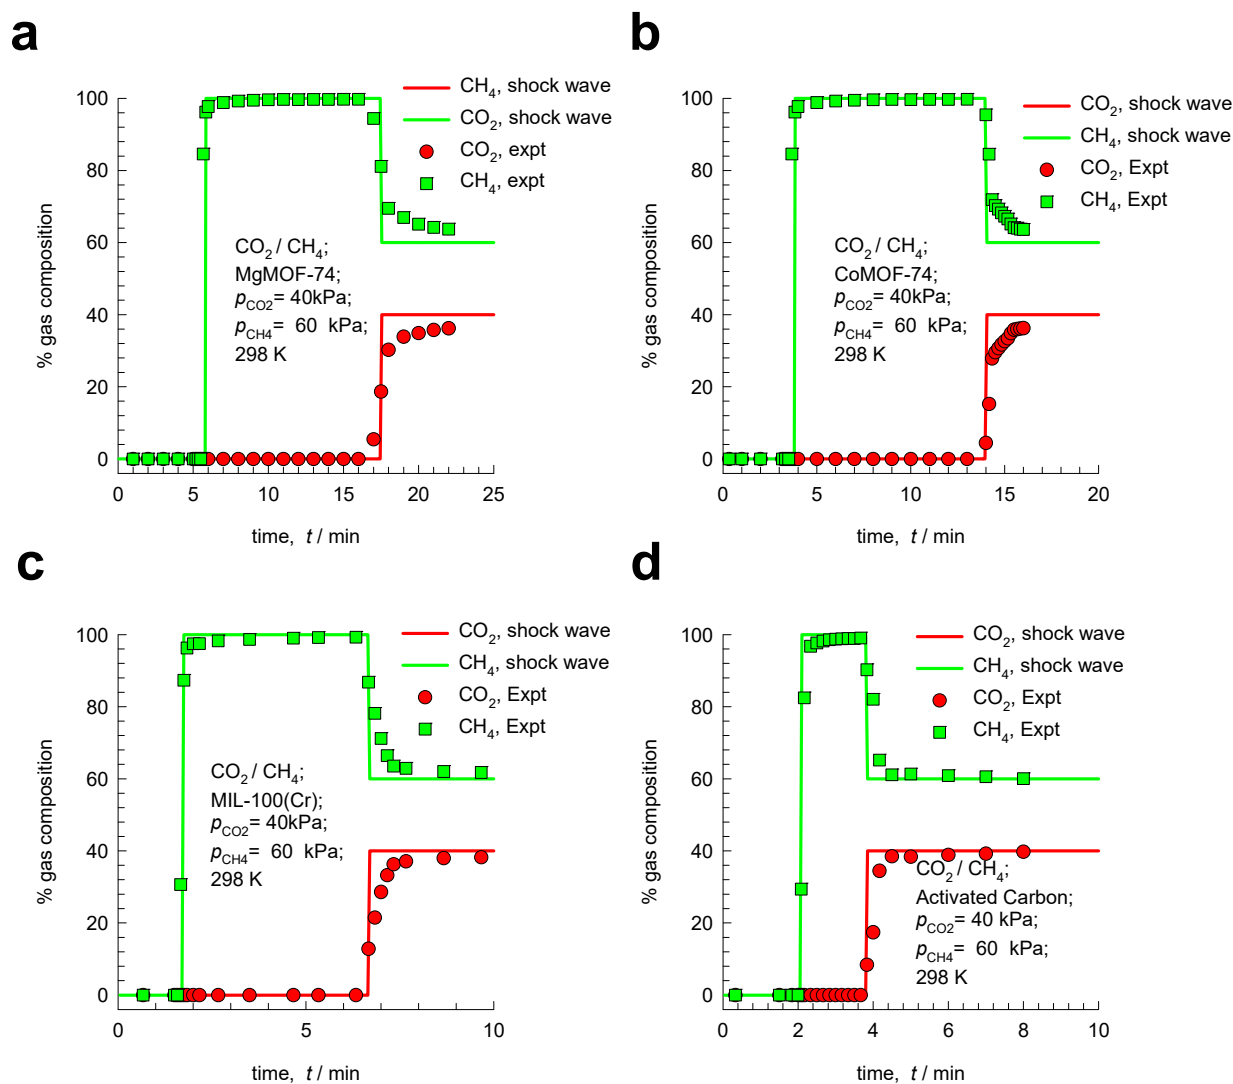 a
CH4, shock wave
CO2, shock wave
CO2, expt
CH4, expt
100
80
60
40
20
0
% gas composition
CO2 / CH4;
MgMOF-74;
pCO2= 40kPa;
pCH4= 60 kPa;
298 K
0 5 10 15 20 25
time, t / min
b
CO2, shock wave
CH4, shock wave
CO2, Expt
CH4, Expt
100
80
60
40
20
0
% gas composition
CO2 / CH4;
CoMOF-74;
pCO2= 40kPa;
pCH4= 60 kPa;
298 K
0 5 10 15 20
time, t / min
c
CO2, shock wave
CH4, shock wave
CO2, Expt
CH4, Expt
100
80
60
40
20
0
% gas composition
CO2 / CH4;
MIL-100(Cr);
pCO2= 40kPa;
pCH4= 60 kPa;
298 K
0 5 10
time, t / min
d
CO2, shock wave
CH4, shock wave
CO2, Expt
CH4, Expt
100
80
60
40
20
0
% gas composition
CO2 / CH4;
Activated Carbon;
pCO2= 40 kPa;
pCH4= 60 kPa;
298 K
0 2 4 6 8 10
time, t / min